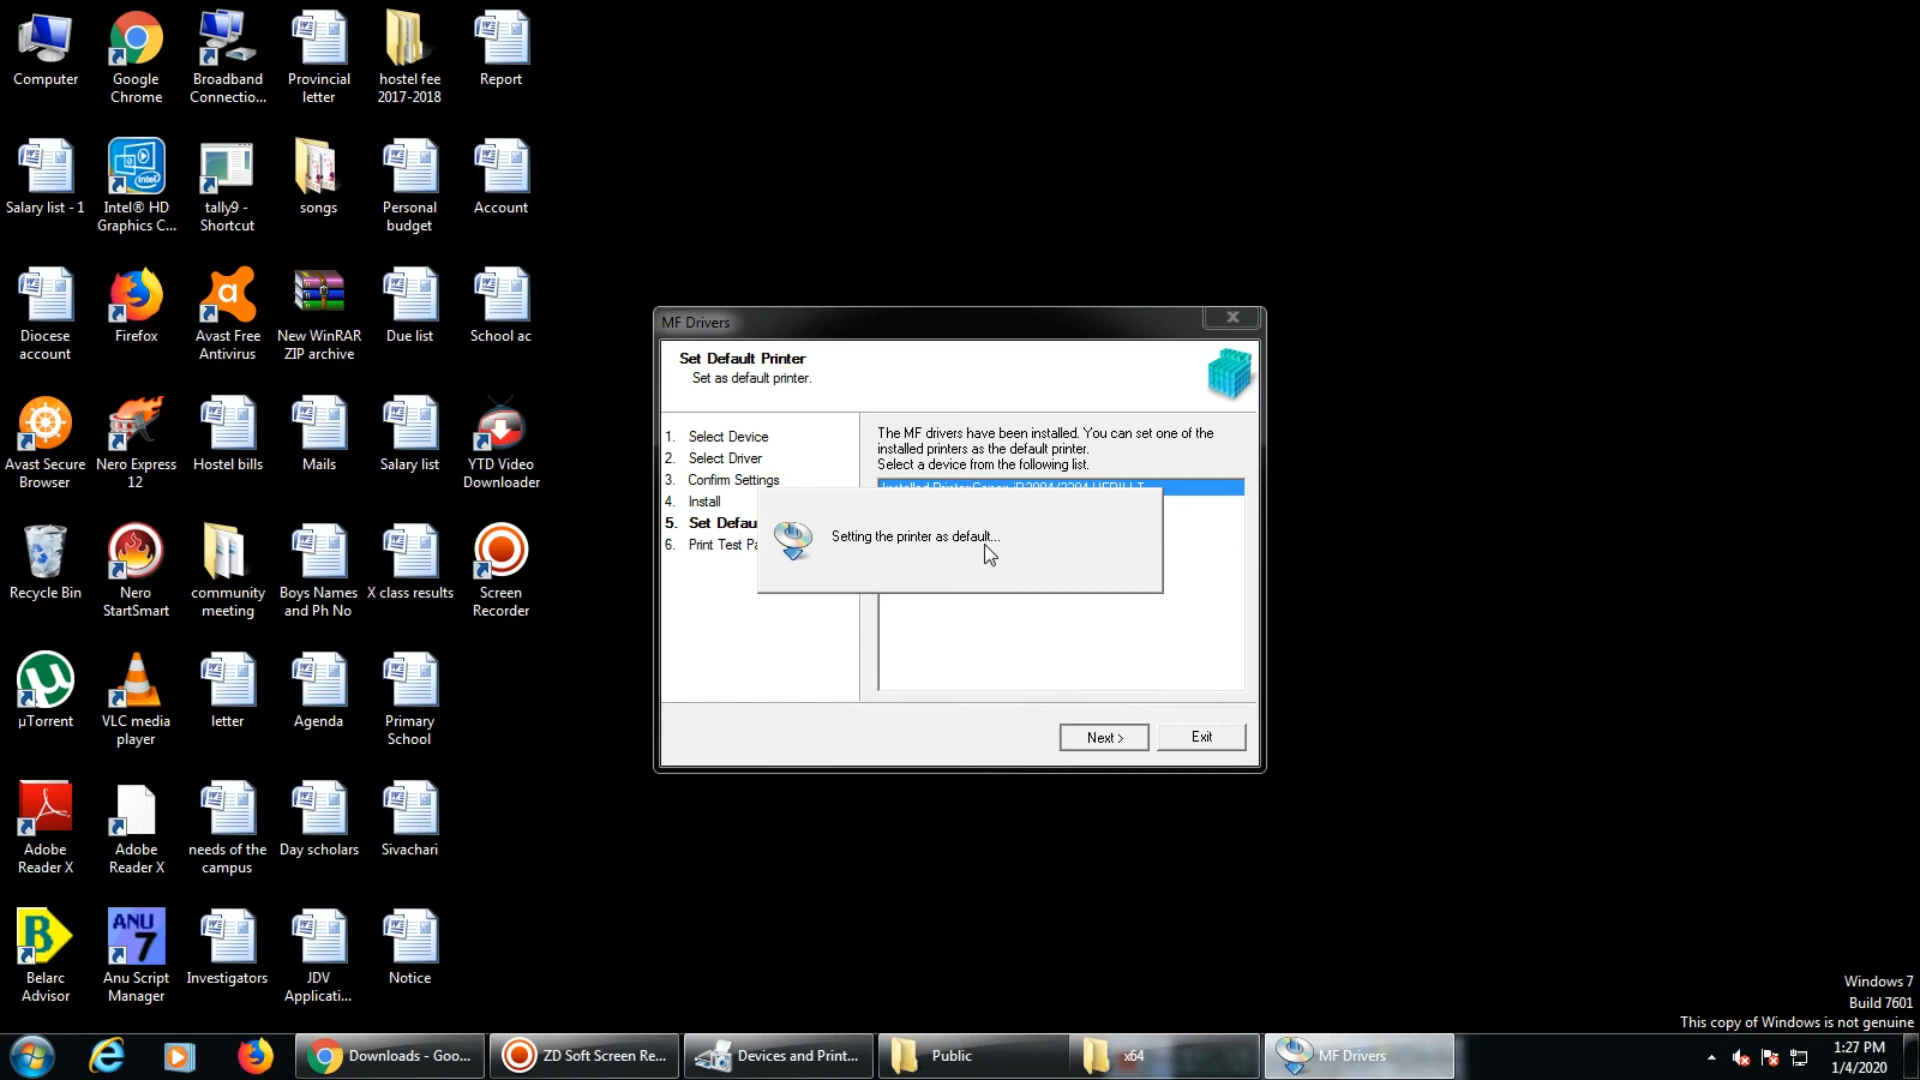 Computer
Google
Chrome
Broadband
Connectio...
Provincial
letter
hostel fee
2017-2018
Report
Salary list - 1
Intel® HD
Graphics C...
tally9 -
Shortcut
songs
Personal
budget
Account
Diocese
account
Firefox
Avast Free
Antivirus
New WinRAR
ZIP archive
Due list
School ac
Avast Secure
Browser
Nero Express
12
Hostel bills
Mails
Salary list
YTD Video
Downloader
Recycle Bin
Nero
StartSmart
community
meeting
Boys Names
and Ph No
X class results
Screen
Recorder
µTorrent
VLC media
player
letter
Agenda
Primary
School
Adobe
Reader X
Adobe
Reader X
needs of the
campus
Day scholars
Sivachari
ANU
7
Belarc
Advisor
Anu Script
Manager
Investigators
JDV
Applicati...
Notice
MF Drivers
Set Default Printer
Set as default printer.
1. Select Device
2. Select Driver
3. Confirm Settings
4. Install
5. Set Defau
6. Print Test Pa
The MF drivers have been installed. You can set one of the
installed printers as the default printer.
Select a device from the following list.
Setting the printer as default...
Next >
Exit
Windows 7
Build 7601
This copy of Windows is not genuine
Downloads - Goo...
ZD Soft Screen Re...
Devices and Print...
Public
x64
MF Drivers
1:27 PM
1/4/2020